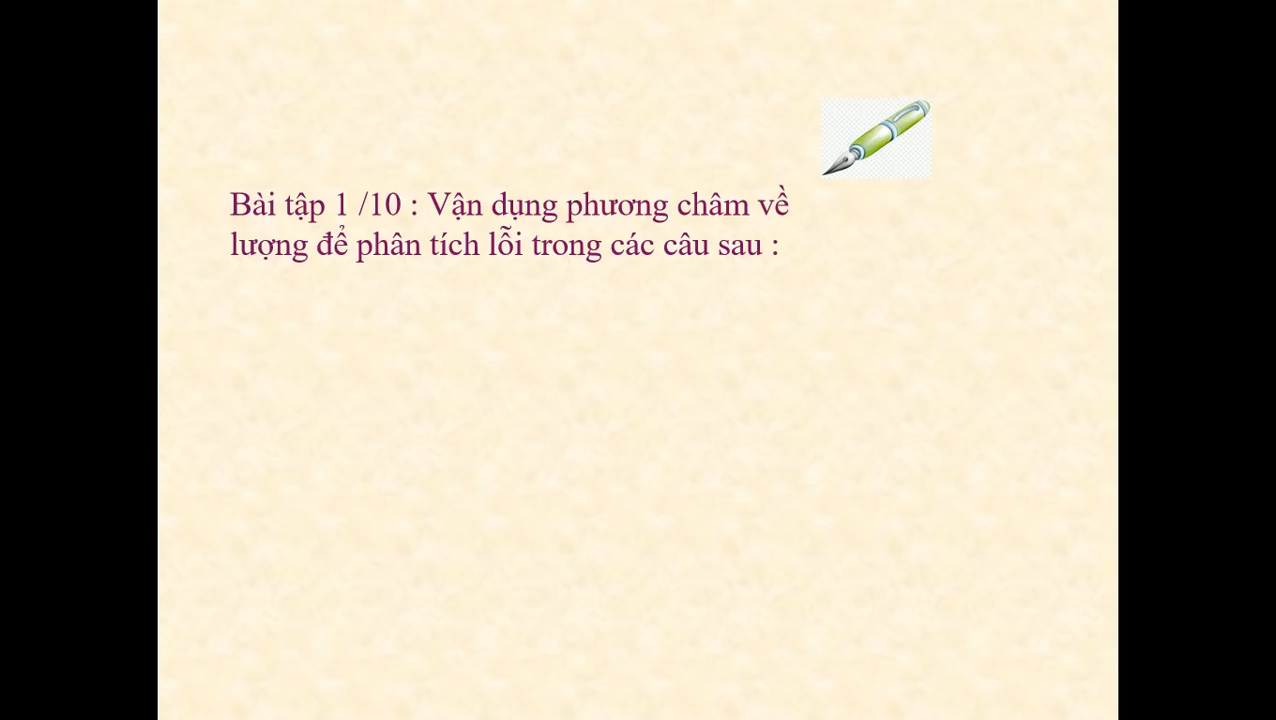 Bài tập 1 /10 : Vận dụng phương châm về
lượng để phân tích lỗi trong các câu sau :